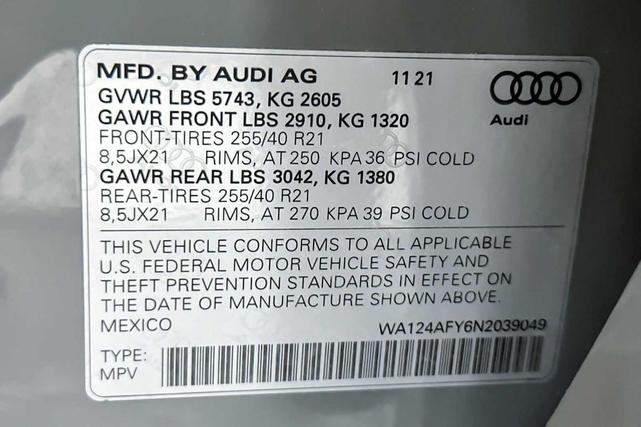 MFD. BY AUDI AG 11 21
GVWR LBS 5743, KG 2605
GAWR FRONT LBS 2910, KG 1320
Audi
FRONT-TIRES 255/40 R21
8,5JX21 RIMS, AT 250 KPA 36 PSI COLD
GAWR REAR LBS 3042, KG 1380
REAR-TIRES 255/40 R21
8,5JX21 RIMS, AT 270 KPA 39 PSI COLD
THIS VEHICLE CONFORMS TO ALL APPLICABLE
U.S. FEDERAL MOTOR VEHICLE SAFETY AND
THEFT PREVENTION STANDARDS IN EFFECT ON
THE DATE OF MANUFACTURE SHOWN ABOVE.
MEXICO WA124AFY6N2039049
TYPE:
MPV